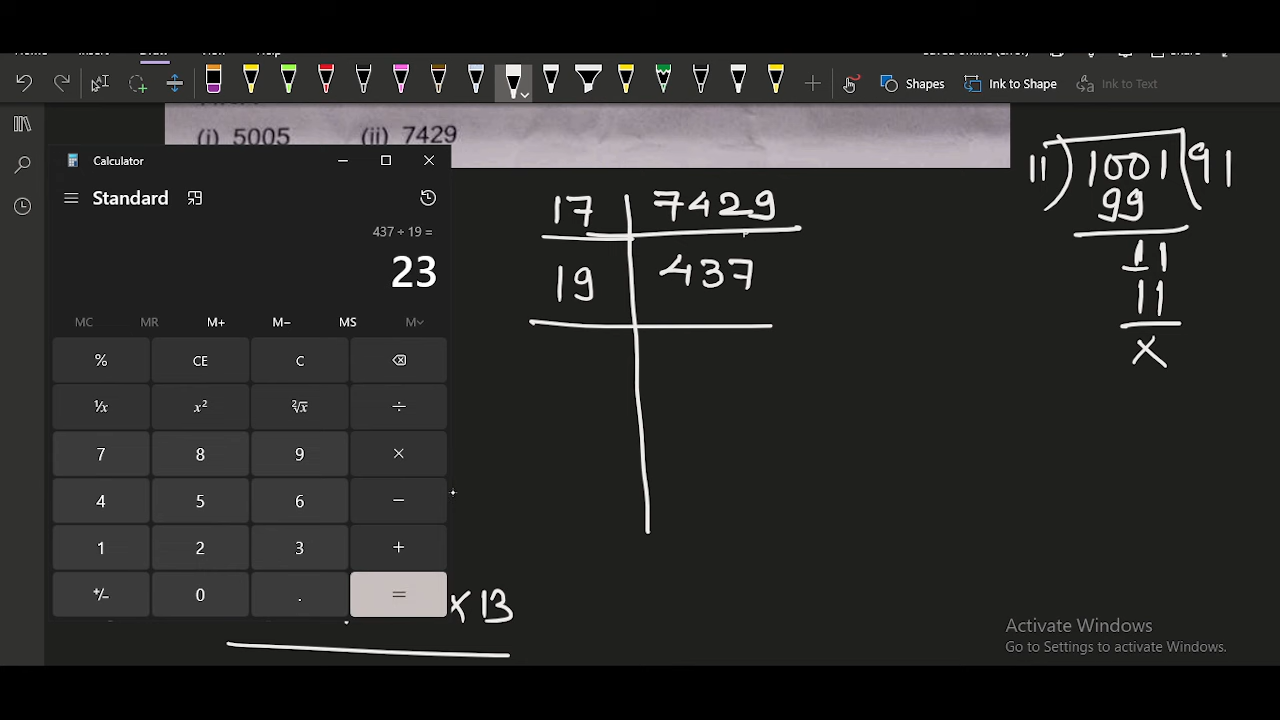 Shapes
Ink to Shape
Ink to Text
(i) 5005 (ii) 7429
Calculator
Standard
437 ÷ 19 =
23
MC MR M+ M− MS M˅
% CE C
¹/x x² ²√x ÷
7 8 9 ×
4 5 6 −
1 2 3 +
+/− 0 . =
17 | 7429
19 | 437
× 13
11 ) 1001 ( 91
99
11
11
×
Activate Windows
Go to Settings to activate Windows.